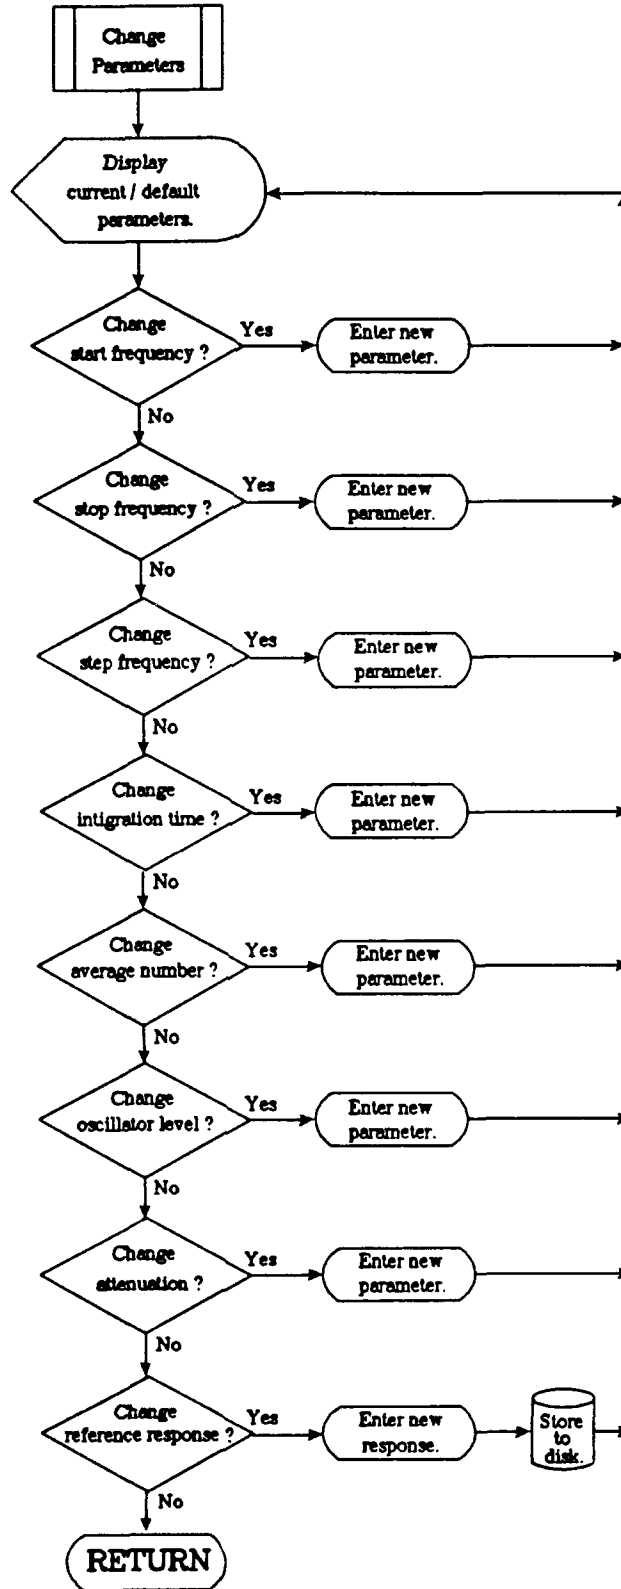 Change
Parameters
Display
current / default
parameters.
Change
start frequency ?
Yes
Enter new
parameter.
No
Change
stop frequency ?
Yes
Enter new
parameter.
No
Change
step frequency ?
Yes
Enter new
parameter.
No
Change
intigration time ?
Yes
Enter new
parameter.
No
Change
average number ?
Yes
Enter new
parameter.
No
Change
oscillator level ?
Yes
Enter new
parameter.
No
Change
attenuation ?
Yes
Enter new
parameter.
No
Change
reference response ?
Yes
Enter new
response.
Store
to
disk.
No
RETURN